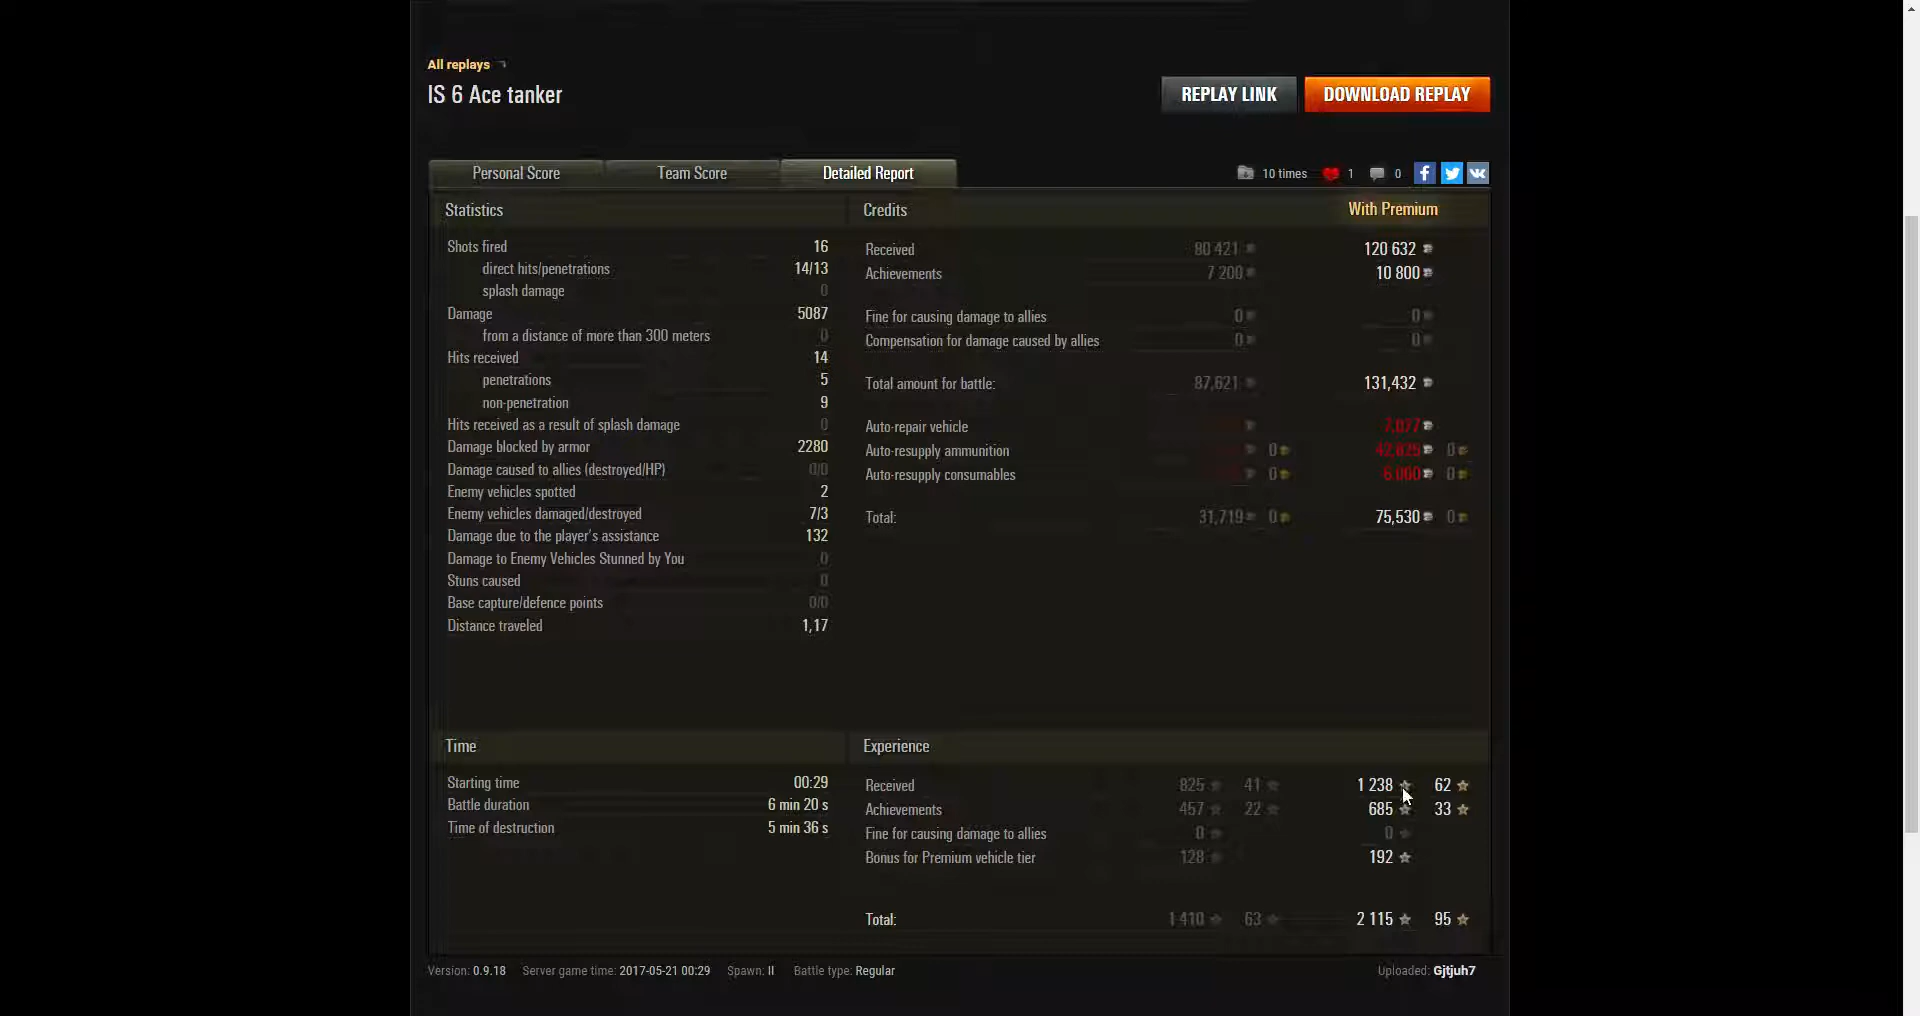 All replays
IS 6 Ace tanker
REPLAY LINK
DOWNLOAD REPLAY
Personal Score
Team Score
Detailed Report
10 times
1
0
Statistics
Shots fired 16
direct hits/penetrations 14/13
splash damage 0
Damage 5087
from a distance of more than 300 meters 0
Hits received 14
penetrations 5
non-penetration 9
Hits received as a result of splash damage 0
Damage blocked by armor 2280
Damage caused to allies (destroyed/HP) 0/0
Enemy vehicles spotted 2
Enemy vehicles damaged/destroyed 7/3
Damage due to the player's assistance 132
Damage to Enemy Vehicles Stunned by You 0
Stuns caused 0
Base capture/defence points 0/0
Distance traveled 1,17
Credits With Premium
Received 80 421 120 632
Achievements 7 200 10 800
Fine for causing damage to allies 0 0
Compensation for damage caused by allies 0 0
Total amount for battle: 87,621 131,432
Auto-repair vehicle 7,077
Auto-resupply ammunition 0 42,825 0
Auto-resupply consumables 0 6,000 0
Total: 31,719 0 75,530 0
Time
Starting time 00:29
Battle duration 6 min 20 s
Time of destruction 5 min 36 s
Experience
Received 825 41 1 238 62
Achievements 457 22 685 33
Fine for causing damage to allies 0 0
Bonus for Premium vehicle tier 128 192
Total: 1 410 63 2 115 95
Version: 0.9.18 Server game time: 2017-05-21 00:29 Spawn: II Battle type: Regular
Uploaded: Gjtjuh7